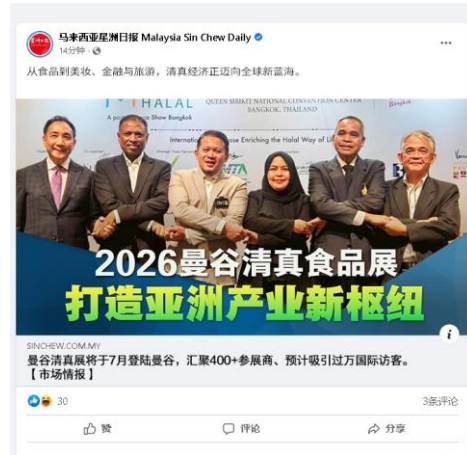 马来西亚星洲日报 Malaysia Sin Chew Daily
14分钟
从食品到美妆、金融与旅游，清真经济正迈向全球新蓝海。
HALAL
QUEEN SIRIKIT NATIONAL CONVENTION CENTER
BANGKOK, THAILAND
Bangkok
2026曼谷清真食品展
打造亚洲产业新枢纽
SINCHEW.COM.MY
曼谷清真展将于7月登陆曼谷，汇聚400+参展商、预计吸引过万国际访客。
【市场情报】
30
3条评论
赞
评论
分享